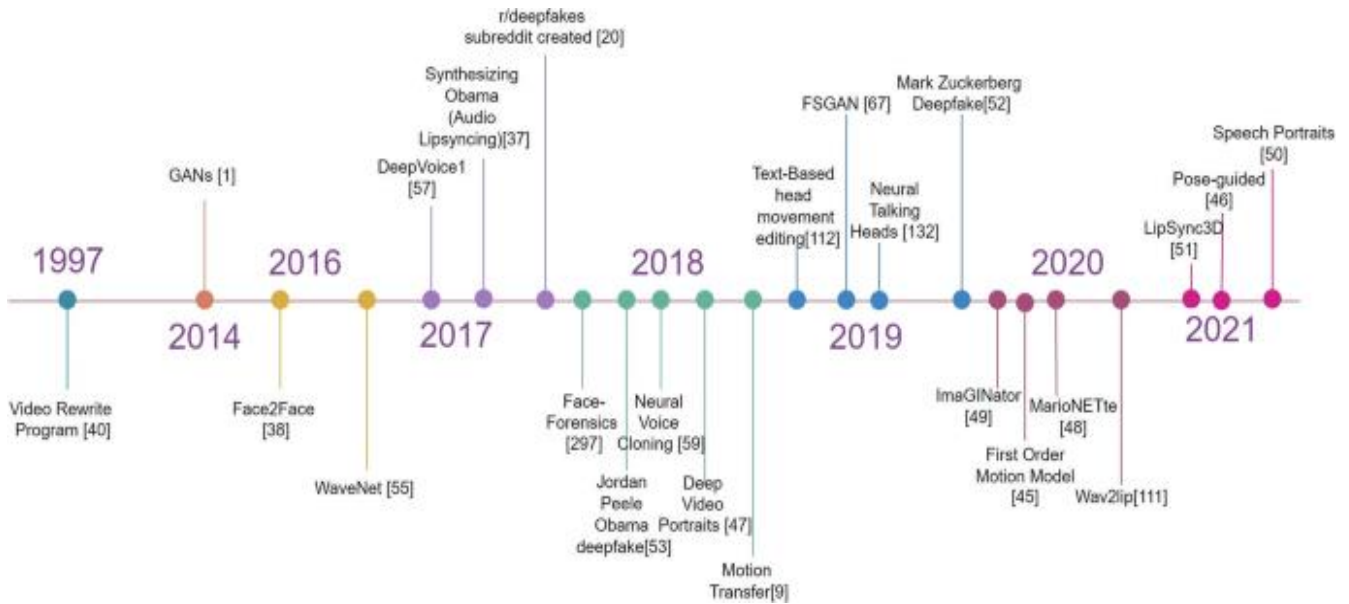 r/deepfakes
subreddit created [20]
Synthesizing
Obama
(Audio
Lipsyncing)[37]
Mark Zuckerberg
Deepfake[52]
FSGAN [67]
Speech Portraits
[50]
GANs [1]
DeepVoice1
[57]
Text-Based
head
movement
editing[112]
Neural
Talking
Heads [132]
Pose-guided
[46]
LipSync3D
[51]
1997
2016
2018
2020
2014
2017
2019
2021
Video Rewrite
Program [40]
Face2Face
[38]
WaveNet [55]
Face-
Forensics
[297]
Neural
Voice
Cloning [59]
Jordan
Peele
Obama
deepfake[53]
Deep
Video
Portraits [47]
Motion
Transfer[9]
ImaGINator
[49]
MarioNETte
[48]
First Order
Motion Model
[45]
Wav2lip[111]